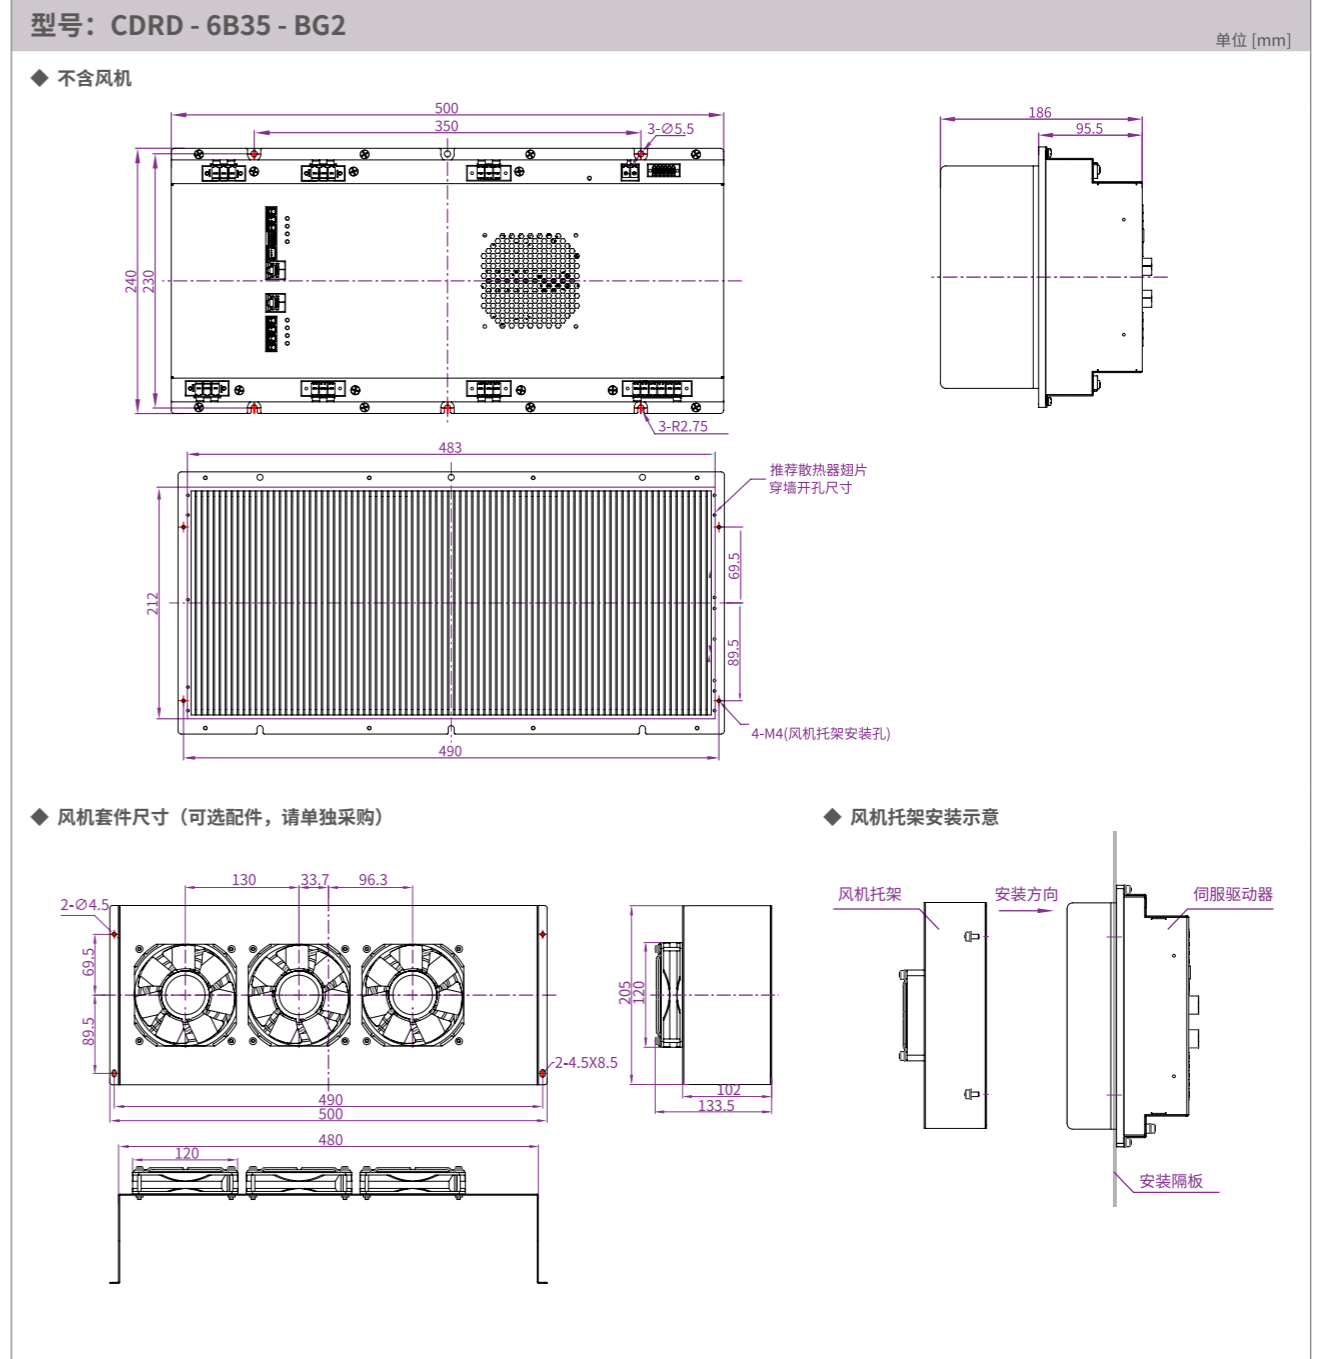 型号：CDRD - 6B35 - BG2
单位 [mm]
◆ 不含风机
500
350
3-∅5.5
240
230
3-R2.75
186
95.5
483
推荐散热器翅片
穿墙开孔尺寸
212
69.5
89.5
4-M4(风机托架安装孔)
490
◆ 风机套件尺寸（可选配件，请单独采购）
130
33.7
96.3
2-∅4.5
69.5
89.5
2-4.5X8.5
490
500
205
120
102
133.5
480
120
◆ 风机托架安装示意
风机托架
安装方向
伺服驱动器
安装隔板